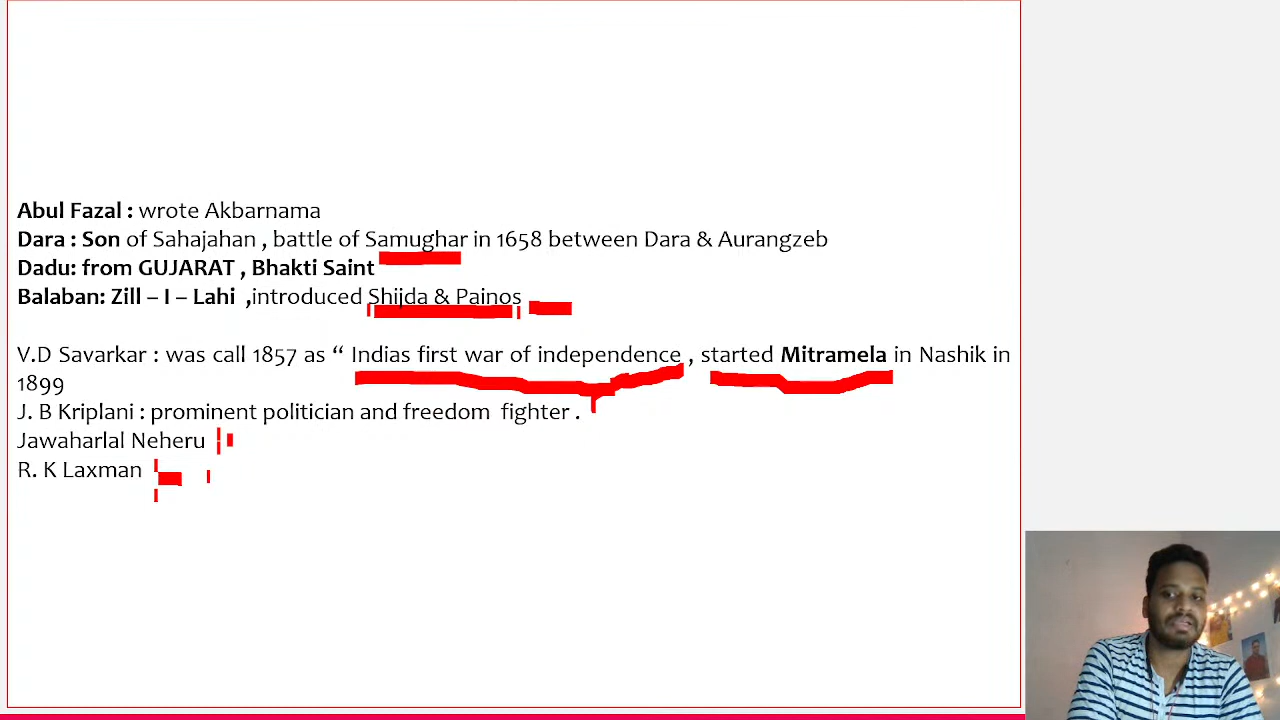 Abul Fazal : wrote Akbarnama
Dara : Son of Sahajahan , battle of Samughar in 1658 between Dara & Aurangzeb
Dadu: from GUJARAT , Bhakti Saint
Balaban: Zill – I – Lahi ,introduced Shijda & Painos
V.D Savarkar : was call 1857 as “ Indias first war of independence , started Mitramela in Nashik in
1899
J. B Kriplani : prominent politician and freedom fighter .
Jawaharlal Neheru
R. K Laxman